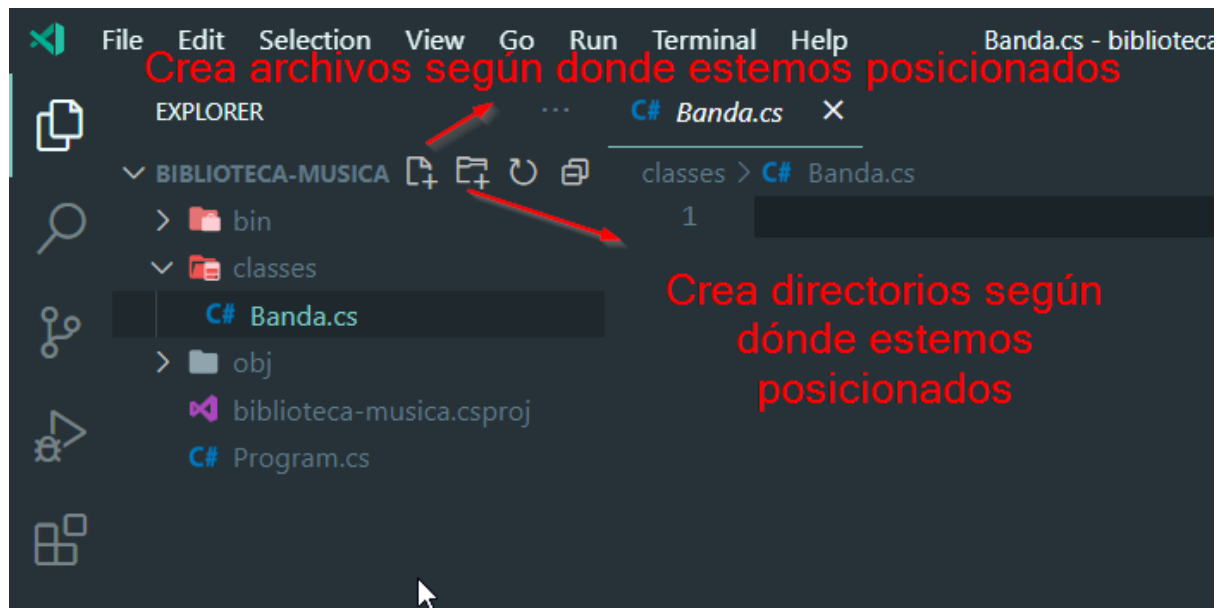 File Edit Selection View Go Run Terminal Help Banda.cs - biblioteca
Crea archivos según donde estemos posicionados
EXPLORER ··· C# Banda.cs ×
BIBLIOTECA-MUSICA classes > C# Banda.cs
bin 1
classes
C# Banda.cs
obj
biblioteca-musica.csproj
C# Program.cs
Crea directorios según
dónde estemos
posicionados